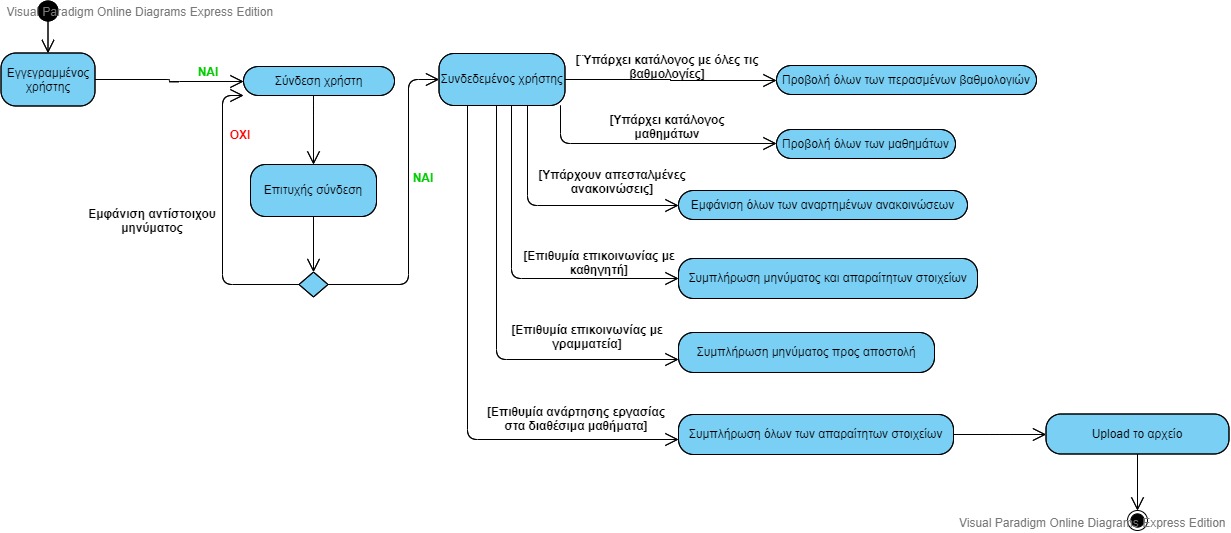 Visual Paradigm Online Diagrams Express Edition
Εγγεγραμμένος
χρήστης
ΝΑΙ
Σύνδεση χρήστη
ΟΧΙ
Επιτυχής σύνδεση
Εμφάνιση αντίστοιχου
μηνύματος
ΝΑΙ
Συνδεδεμένος χρήστης
[ Ύπάρχει κατάλογος με όλες τις
βαθμολογίες]
Προβολή όλων των περασμένων βαθμολογιών
[Υπάρχει κατάλογος
μαθημάτων
Προβολή όλων των μαθημάτων
[Υπάρχουν απεσταλμένες
ανακοινώσεις]
Εμφάνιση όλων των αναρτημένων ανακοινώσεων
[Επιθυμία επικοινωνίας με
καθηγητή]
Συμπλήρωση μηνύματος και απαραίτητων στοιχείων
[Επιθυμία επικοινωνίας με
γραμματεία]
Συμπλήρωση μηνύματος προς αποστολή
[Επιθυμία ανάρτησης εργασίας
στα διαθέσιμα μαθήματα]
Συμπλήρωση όλων των απαραίτητων στοιχείων
Upload το αρχείο
Visual Paradigm Online Diagrams Express Edition